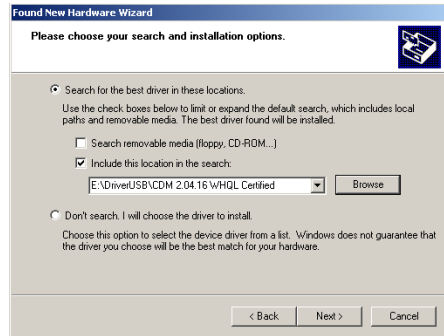 Found New Hardware Wizard
Please choose your search and installation options.
Search for the best driver in these locations.
Use the check boxes below to limit or expand the default search, which includes local
paths and removable media. The best driver found will be installed.
Search removable media (floppy, CD-ROM...)
Include this location in the search:
E:\DriverUSB\CDM 2.04.16 WHQL Certified
Browse
Don't search. I will choose the driver to install.
Choose this option to select the device driver from a list. Windows does not guarantee that
the driver you choose will be the best match for your hardware.
< Back
Next >
Cancel